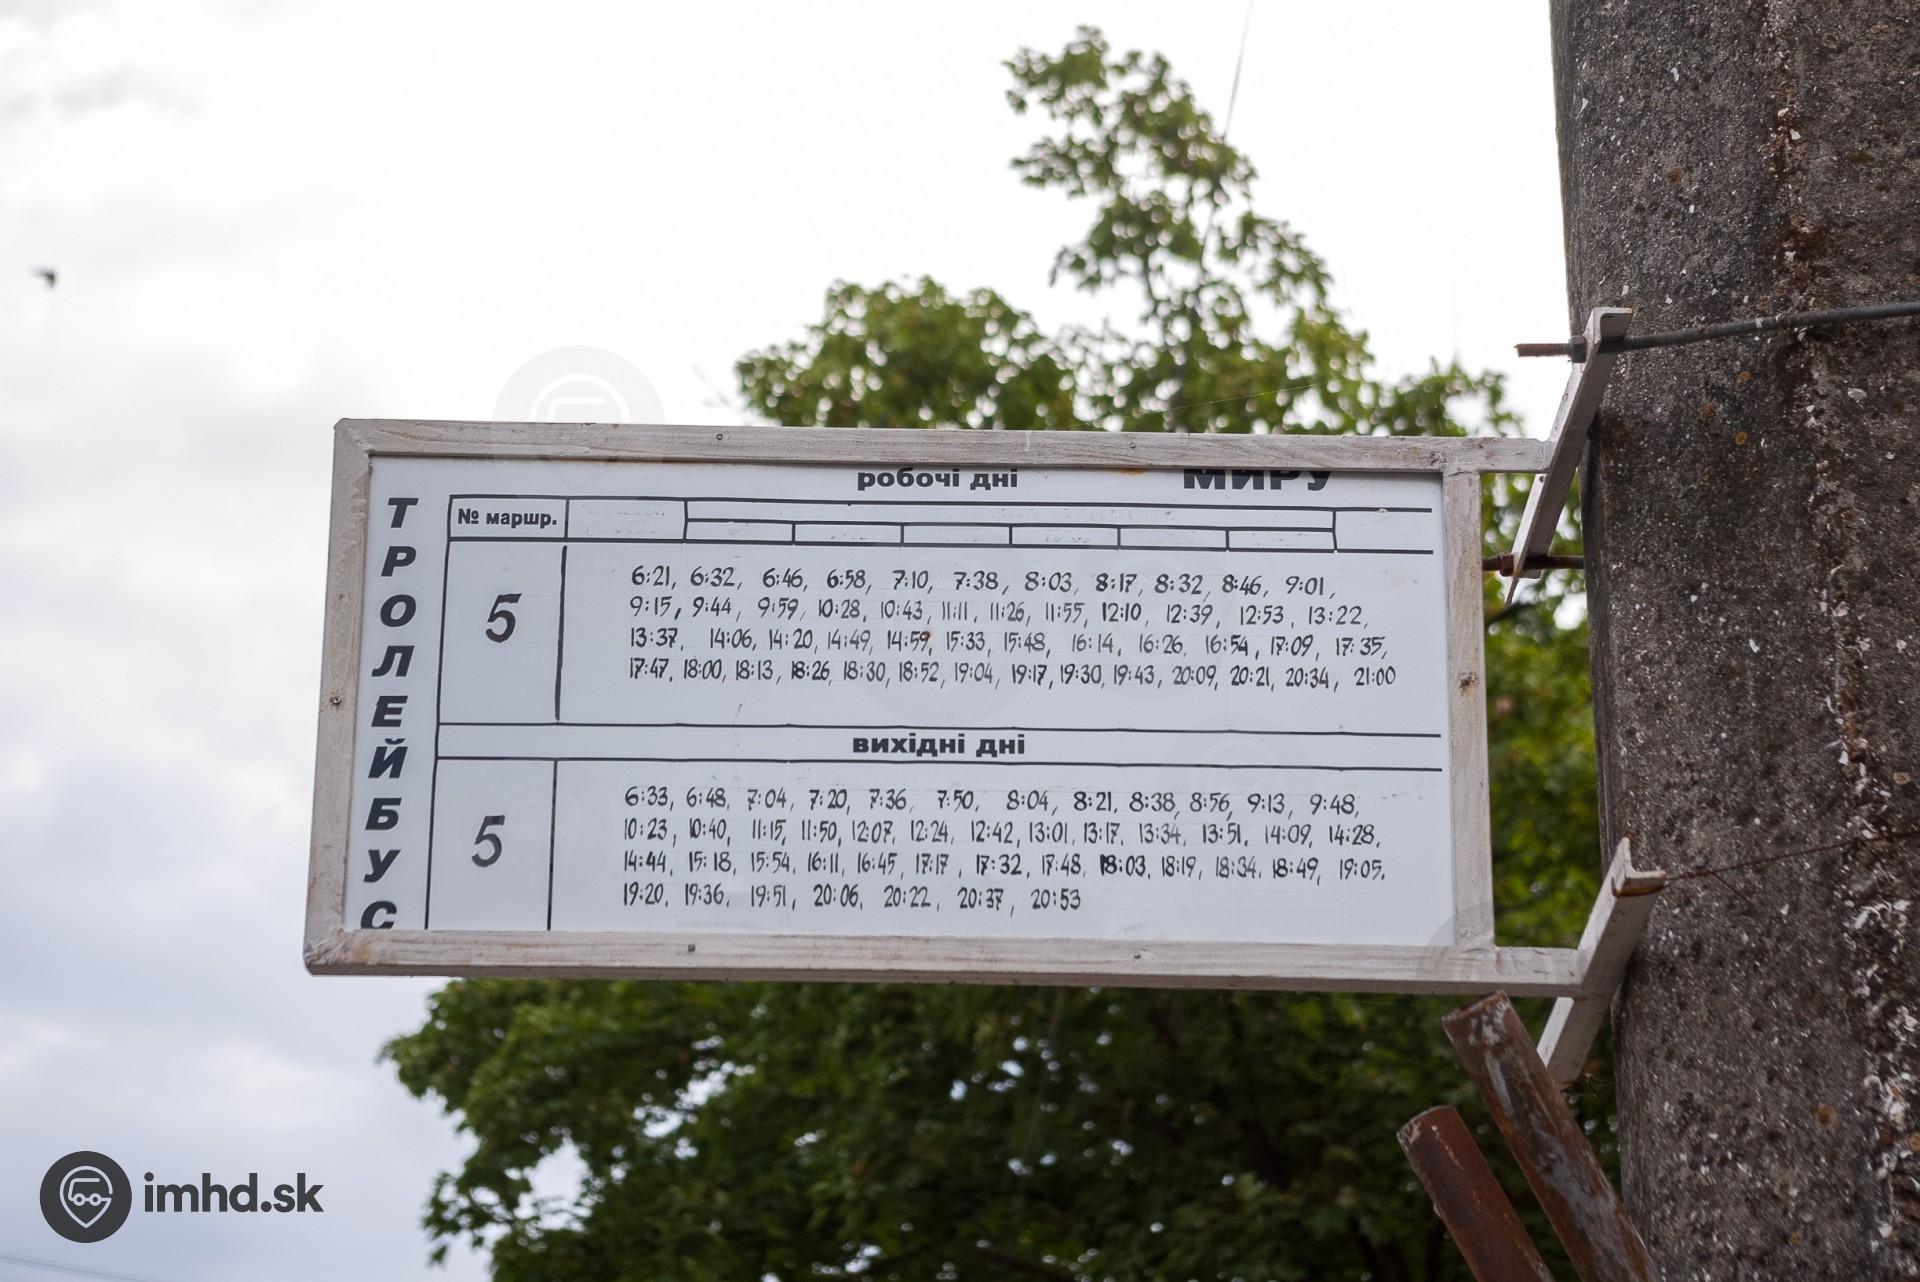 робочі дні МИРУ
ТРОЛЕЙБУС
№ маршр.
5
6:21, 6:32, 6:46, 6:58, 7:10, 7:38, 8:03, 8:17, 8:32, 8:46, 9:01,
9:15, 9:44, 9:59, 10:28, 10:43, 11:11, 11:26, 11:55, 12:10, 12:39, 12:53, 13:22,
13:37, 14:06, 14:20, 14:49, 14:59, 15:33, 15:48, 16:14, 16:26, 16:54, 17:09, 17:35,
17:47, 18:00, 18:13, 18:26, 18:30, 18:52, 19:04, 19:17, 19:30, 19:43, 20:09, 20:21, 20:34, 21:00
вихідні дні
5
6:33, 6:48, 7:04, 7:20, 7:36, 7:50, 8:04, 8:21, 8:38, 8:56, 9:13, 9:48,
10:23, 10:40, 11:15, 11:50, 12:07, 12:24, 12:42, 13:01, 13:17, 13:34, 13:51, 14:09, 14:28,
14:44, 15:18, 15:54, 16:11, 16:45, 17:17, 17:32, 17:48, 18:03, 18:19, 18:34, 18:49, 19:05,
19:20, 19:36, 19:51, 20:06, 20:22, 20:37, 20:53
imhd.sk